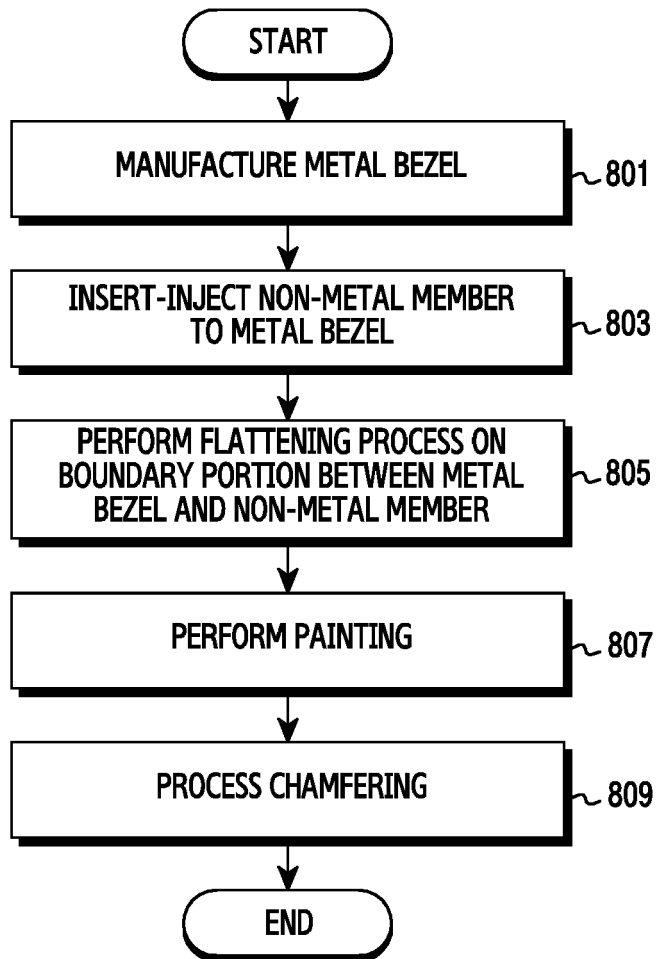 START
MANUFACTURE METAL BEZEL
801
INSERT-INJECT NON-METAL MEMBER
TO METAL BEZEL
803
PERFORM FLATTENING PROCESS ON
BOUNDARY PORTION BETWEEN METAL
BEZEL AND NON-METAL MEMBER
805
PERFORM PAINTING
807
PROCESS CHAMFERING
809
END